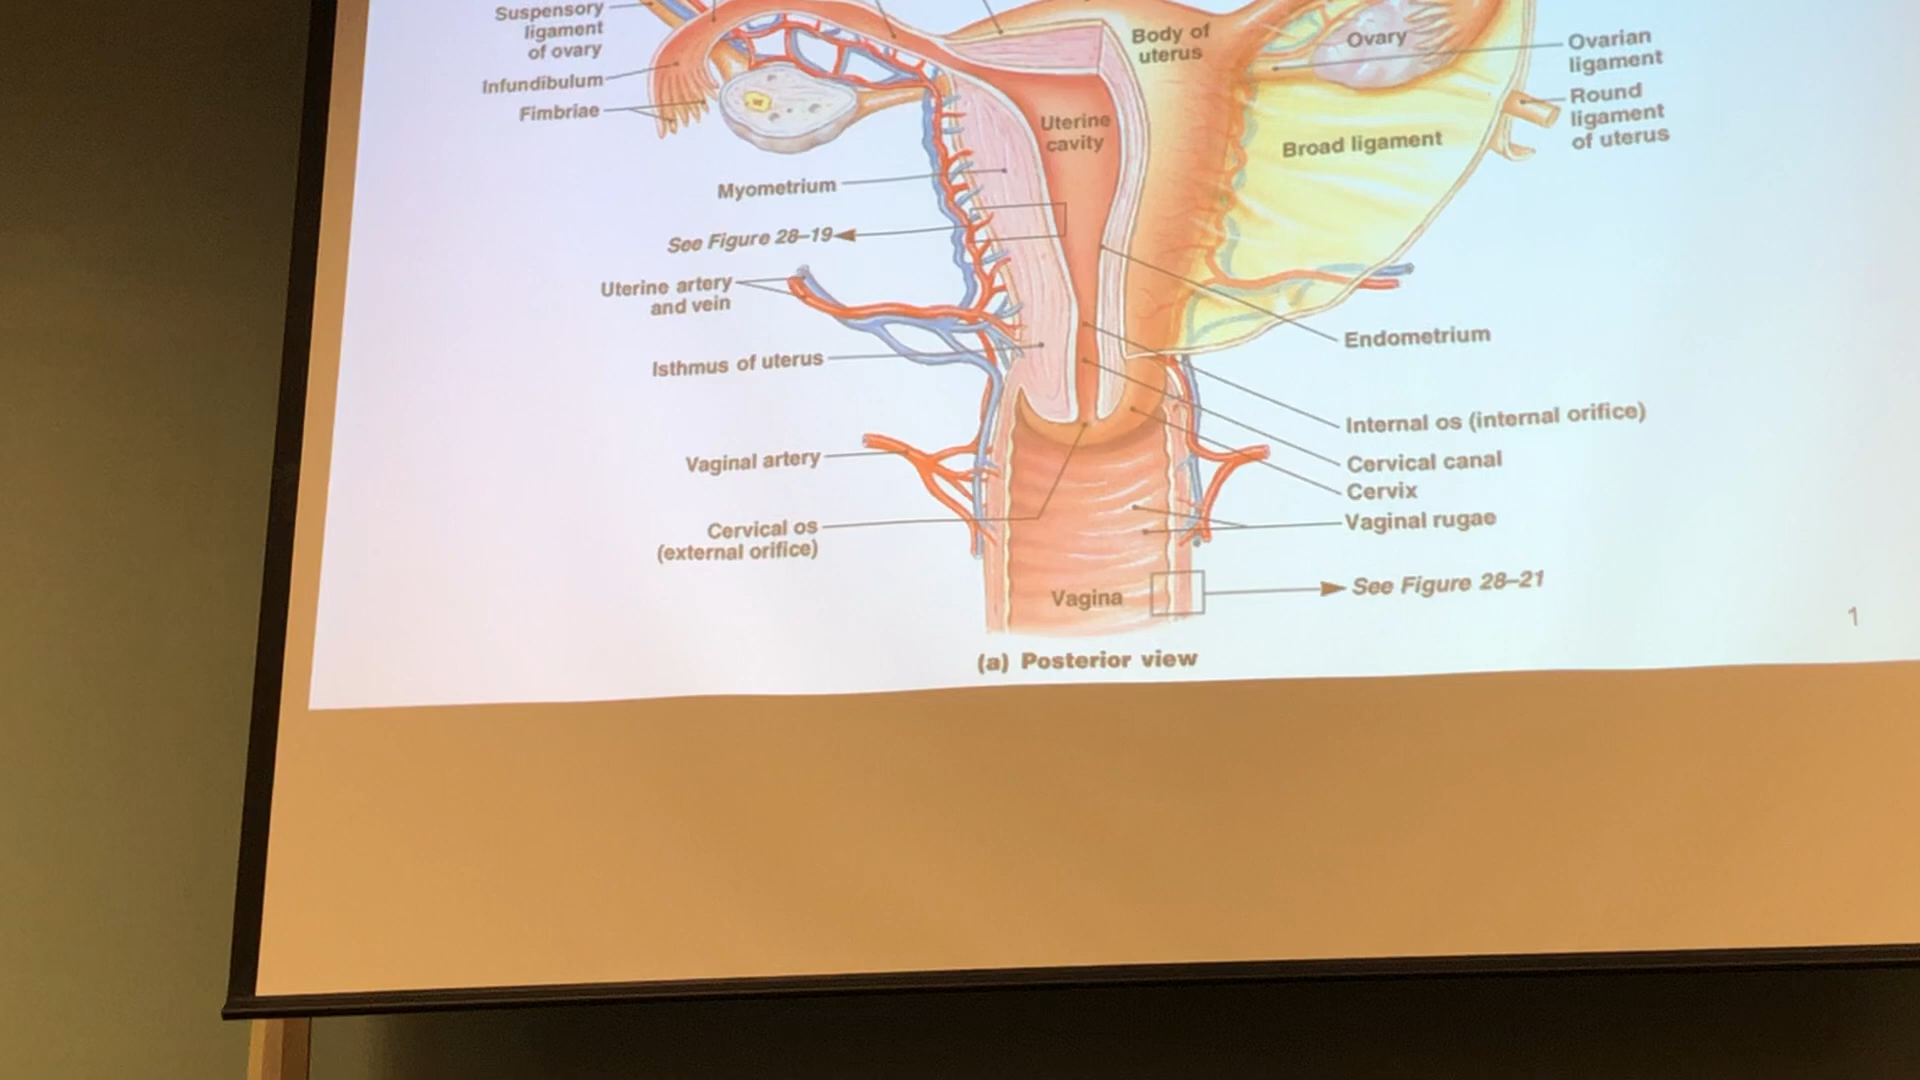 Suspensory
ligament
of ovary
Infundibulum
Fimbriae
Myometrium
See Figure 28–19
Uterine artery
and vein
Isthmus of uterus
Vaginal artery
Cervical os
(external orifice)
Body of
uterus
Uterine
cavity
Ovary
Broad ligament
Vagina
Ovarian
ligament
Round
ligament
of uterus
Endometrium
Internal os (internal orifice)
Cervical canal
Cervix
Vaginal rugae
See Figure 28–21
(a) Posterior view
1